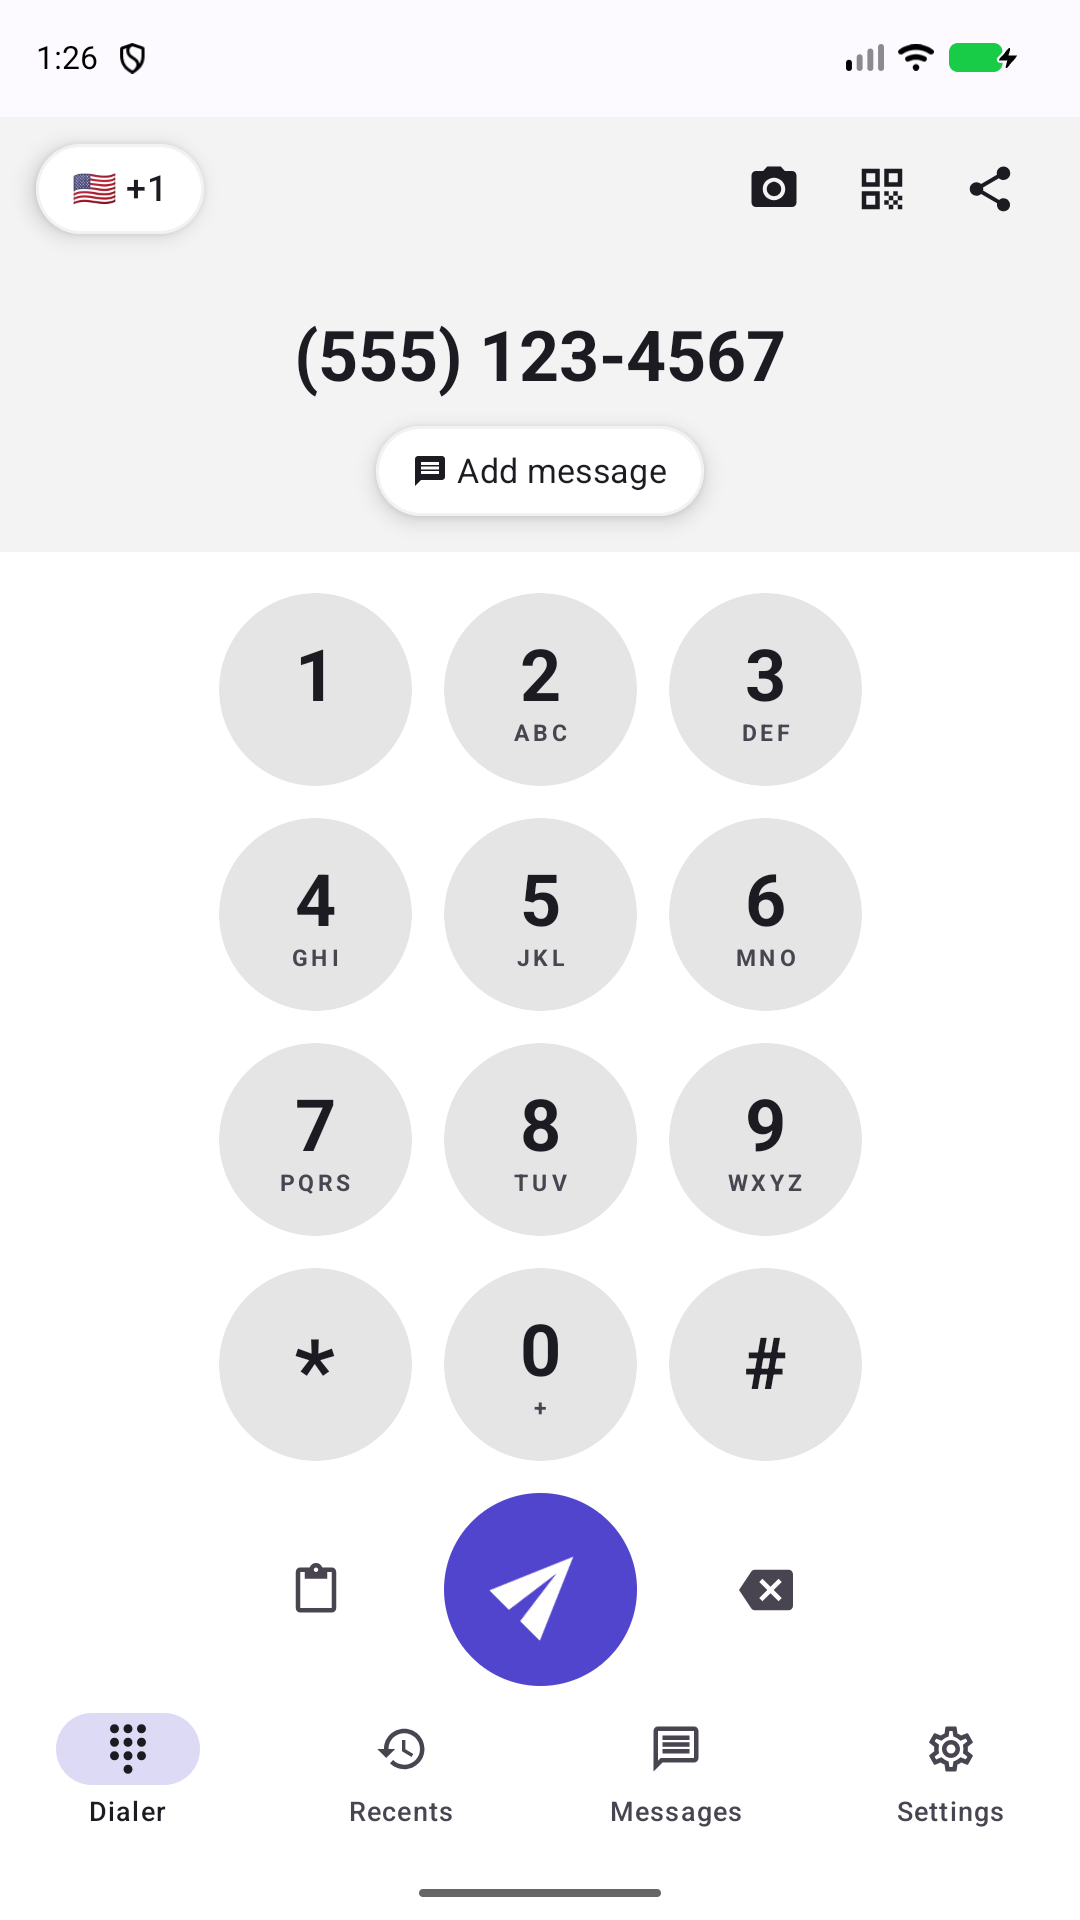 1:26
+1
(555) 123-4567
Add message
1
2
ABC
3
DEF
4
GHI
5
JKL
6
MNO
7
PQRS
8
TUV
9
WXYZ
*
0
+
#
Dialer
Recents
Messages
Settings